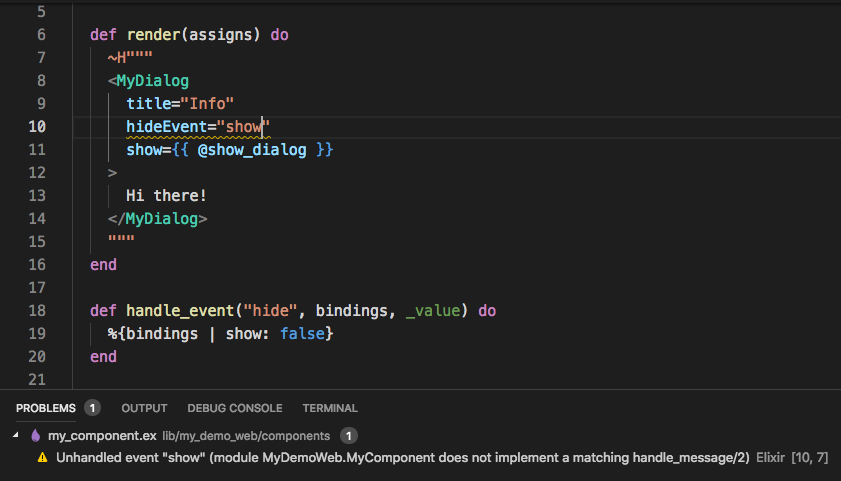 5
6 def render(assigns) do
7 ~H"""
8 <MyDialog
9 title="Info"
10 hideEvent="show"
11 show={{ @show_dialog }}
12 >
13 Hi there!
14 </MyDialog>
15 """
16 end
17
18 def handle_event("hide", bindings, _value) do
19 %{bindings | show: false}
20 end
21
PROBLEMS 1 OUTPUT DEBUG CONSOLE TERMINAL
my_component.ex lib/my_demo_web/components 1
Unhandled event "show" (module MyDemoWeb.MyComponent does not implement a matching handle_message/2) Elixir [10, 7]